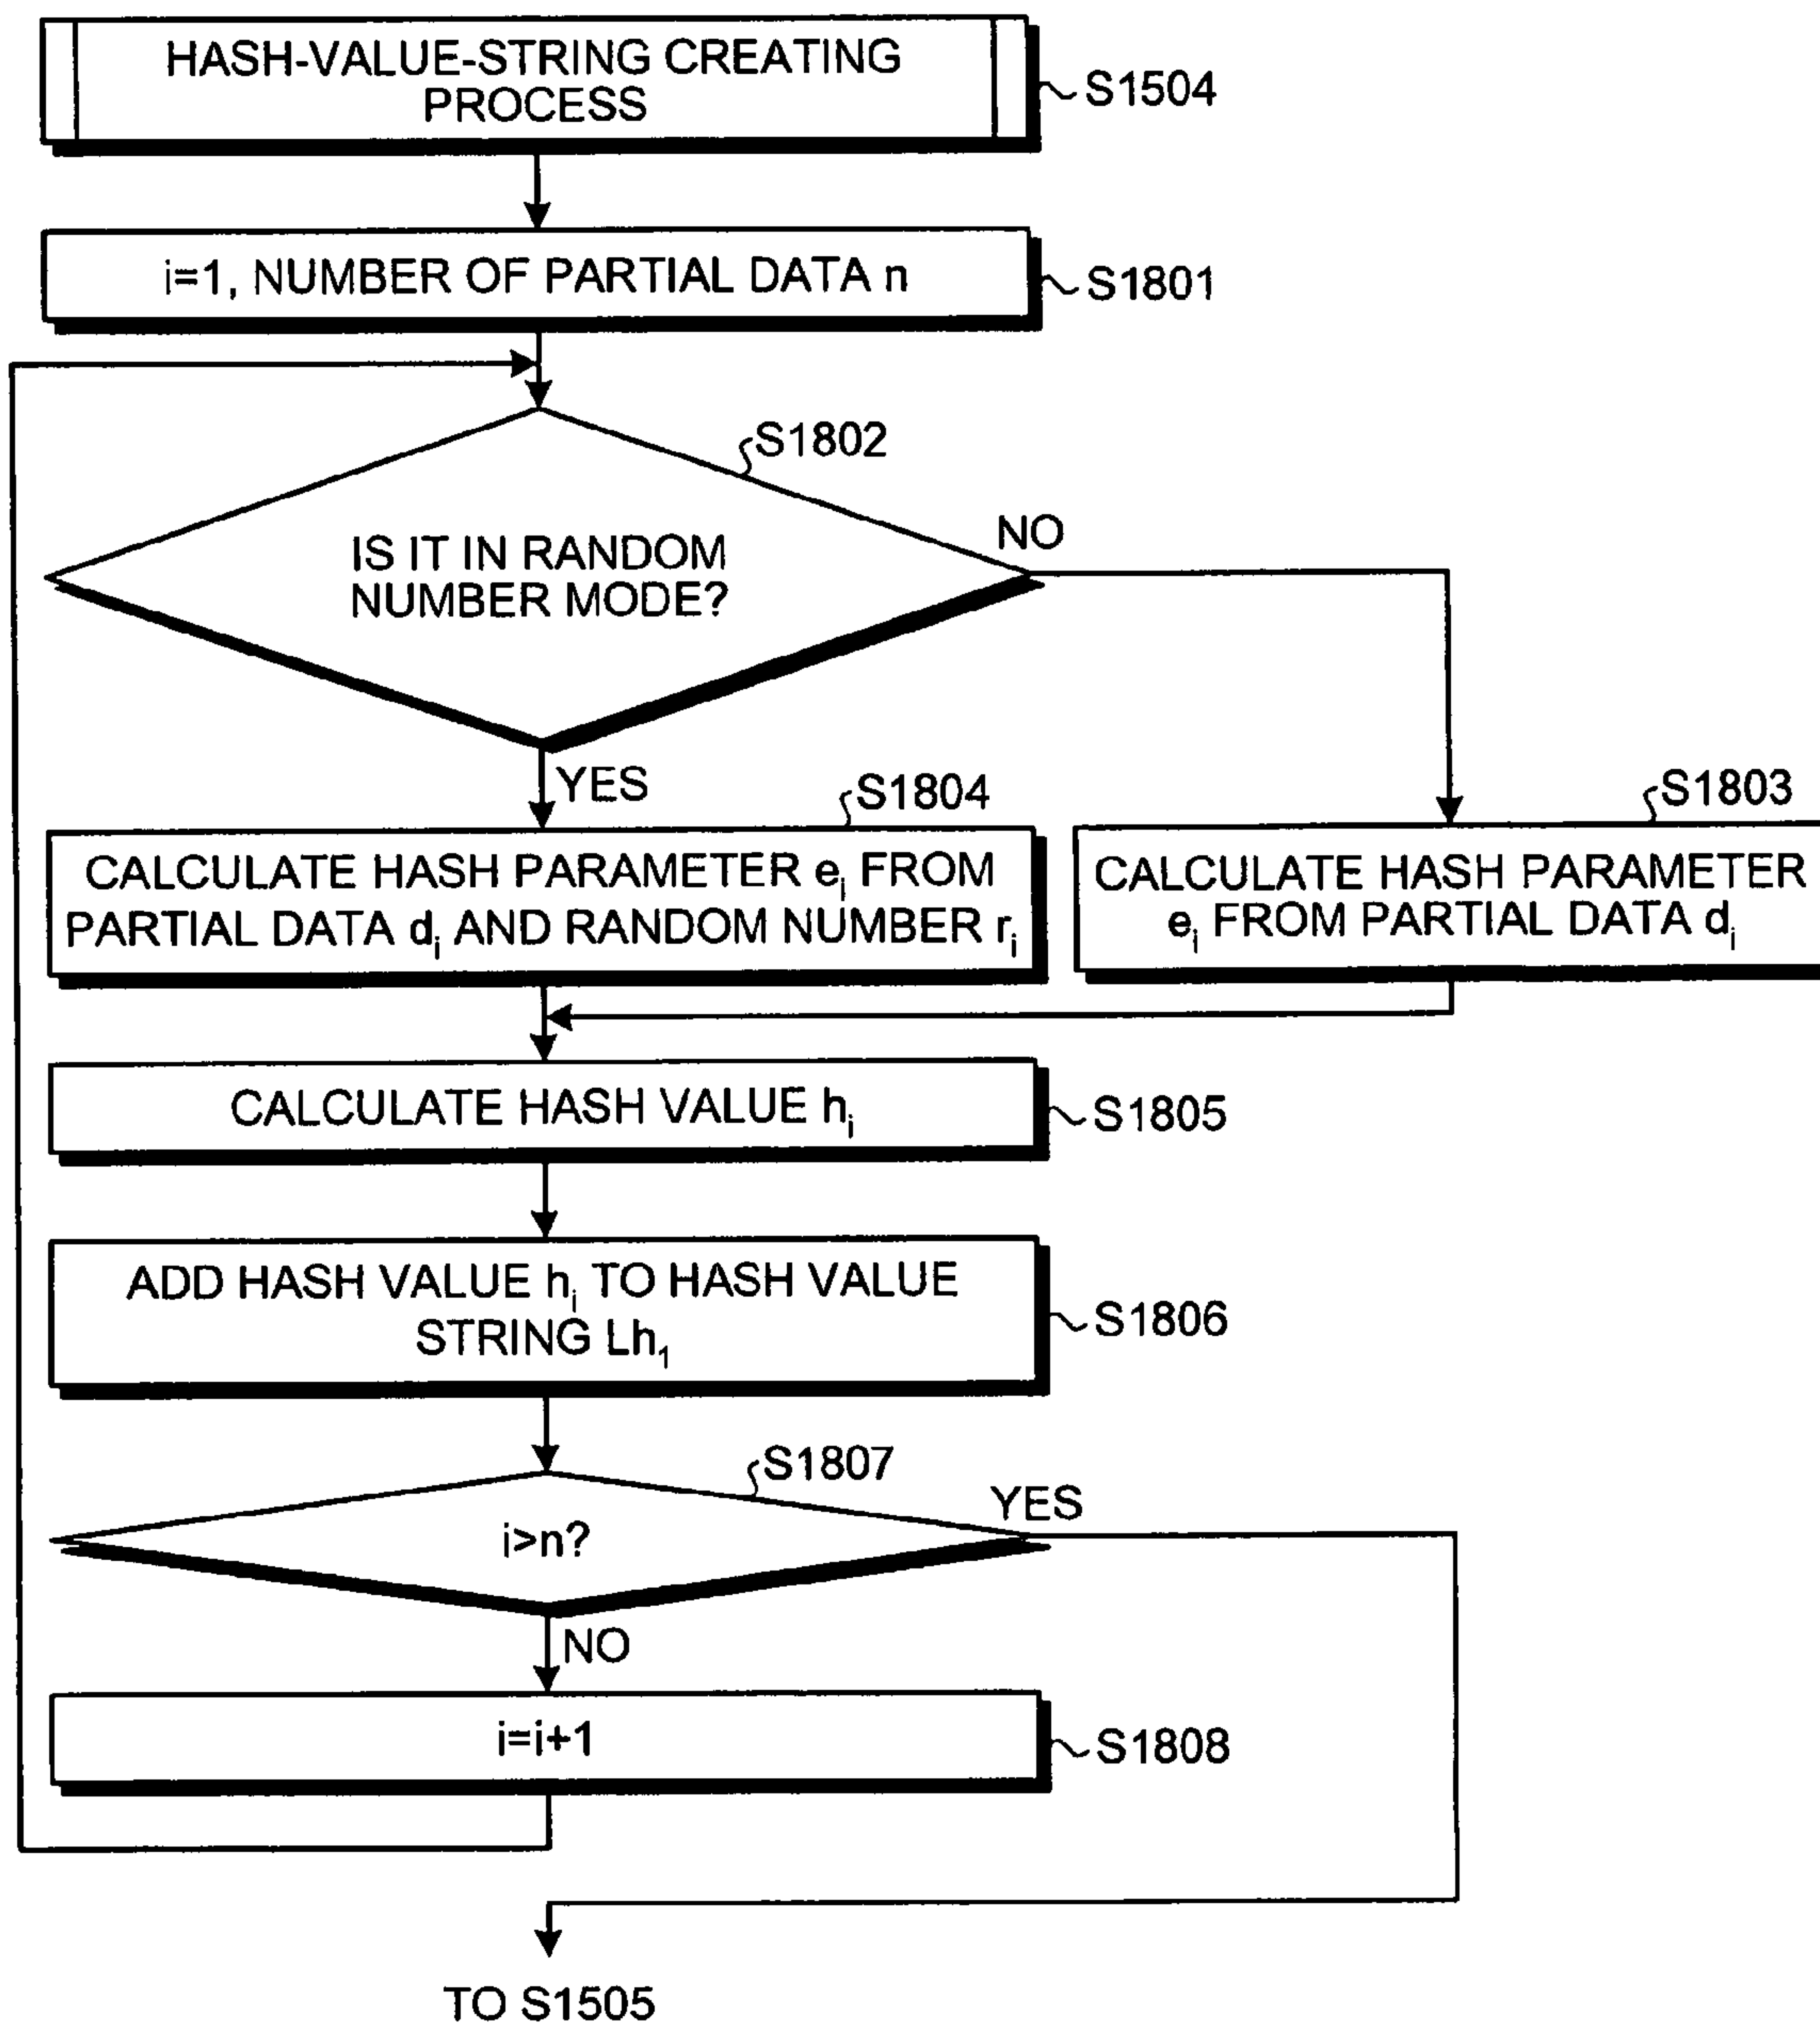 HASH-VALUE-STRING CREATING
PROCESS
S1504
i=1, NUMBER OF PARTIAL DATA n
S1801
S1802
IS IT IN RANDOM
NUMBER MODE?
NO
YES
S1804
CALCULATE HASH PARAMETER eᵢ FROM
PARTIAL DATA dᵢ AND RANDOM NUMBER rᵢ
S1803
CALCULATE HASH PARAMETER
eᵢ FROM PARTIAL DATA dᵢ
CALCULATE HASH VALUE hᵢ
S1805
ADD HASH VALUE hᵢ TO HASH VALUE
STRING Lh₁
S1806
S1807
i>n?
YES
NO
i=i+1
S1808
TO S1505